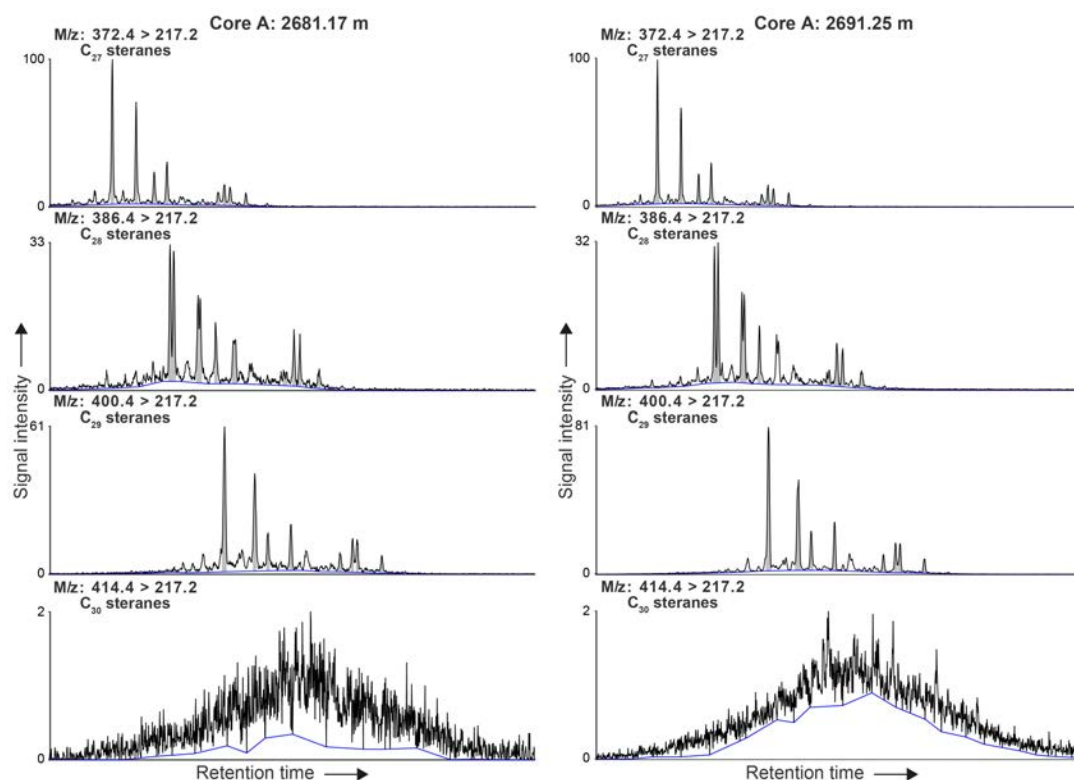 Core A: 2681.17 m
M/z: 372.4 > 217.2
C27 steranes
100
0
M/z: 386.4 > 217.2
C28 steranes
33
0
M/z: 400.4 > 217.2
C29 steranes
61
0
M/z: 414.4 > 217.2
C30 steranes
2
0
Signal intensity
Retention time
Core A: 2691.25 m
M/z: 372.4 > 217.2
C27 steranes
100
0
M/z: 386.4 > 217.2
C28 steranes
32
0
M/z: 400.4 > 217.2
C29 steranes
81
0
M/z: 414.4 > 217.2
C30 steranes
2
0
Signal intensity
Retention time